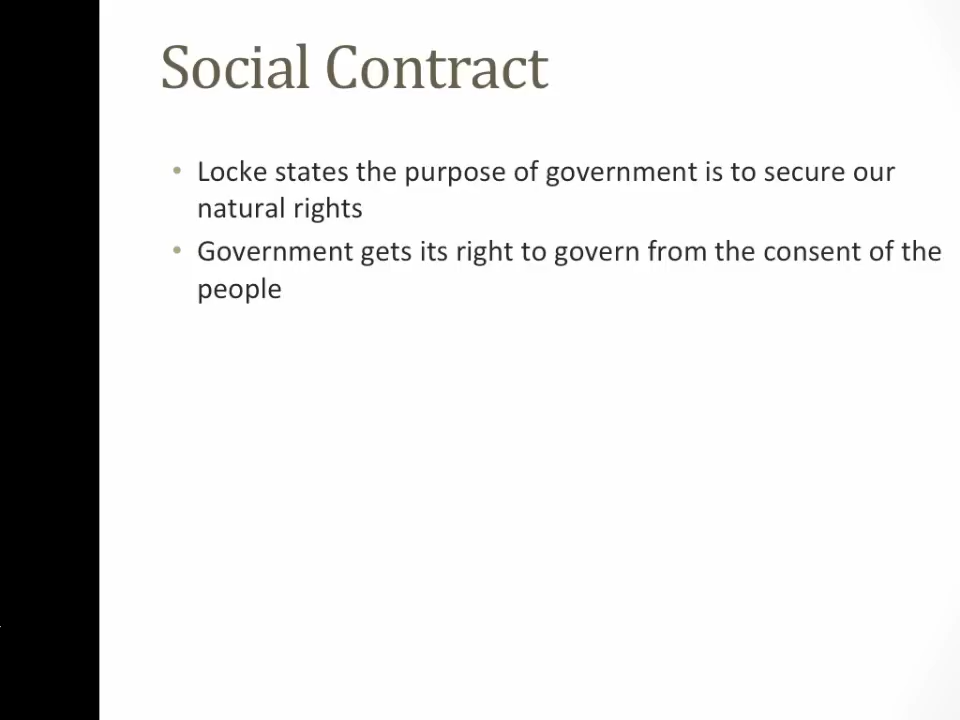 Social Contract
• Locke states the purpose of government is to secure our
natural rights
• Government gets its right to govern from the consent of the
people